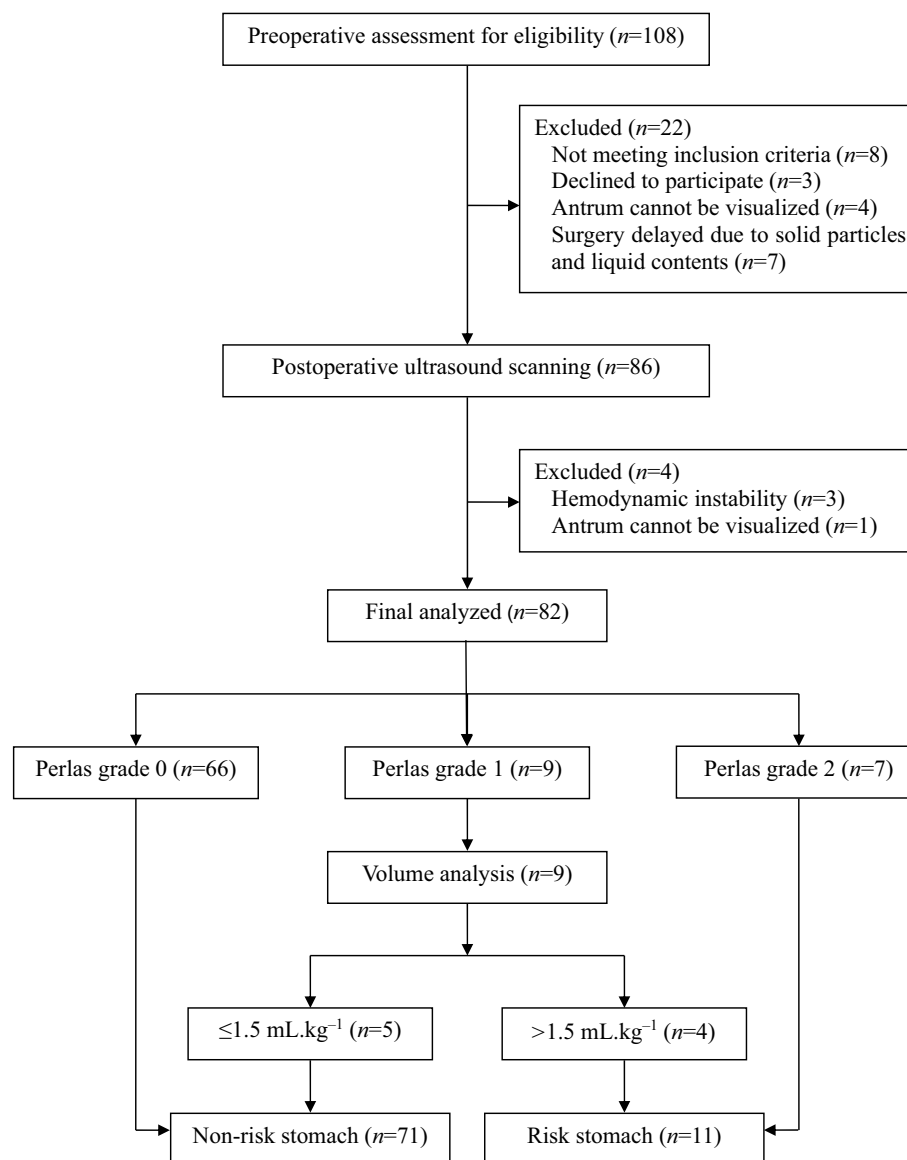 Preoperative assessment for eligibility (n=108)
Excluded (n=22)
Not meeting inclusion criteria (n=8)
Declined to participate (n=3)
Antrum cannot be visualized (n=4)
Surgery delayed due to solid particles
and liquid contents (n=7)
Postoperative ultrasound scanning (n=86)
Excluded (n=4)
Hemodynamic instability (n=3)
Antrum cannot be visualized (n=1)
Final analyzed (n=82)
Perlas grade 0 (n=66)
Perlas grade 1 (n=9)
Perlas grade 2 (n=7)
Volume analysis (n=9)
≤1.5 mL.kg⁻¹ (n=5)
>1.5 mL.kg⁻¹ (n=4)
Non-risk stomach (n=71)
Risk stomach (n=11)